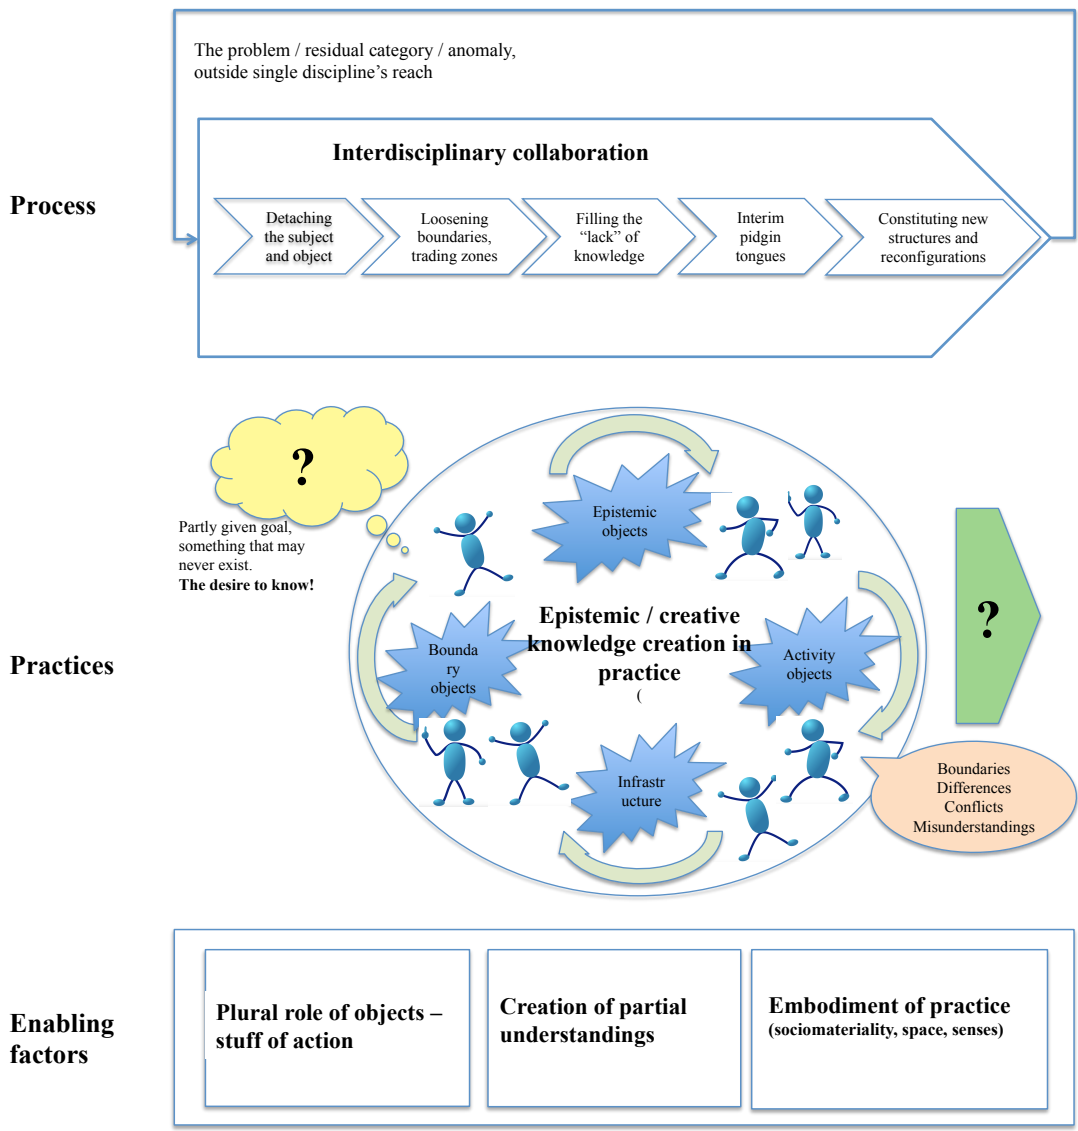 The problem / residual category / anomaly,
outside single discipline’s reach
Interdisciplinary collaboration
Process
Detaching
the subject
and object
Loosening
boundaries,
trading zones
Filling the
“lack” of
knowledge
Interim
pidgin
tongues
Constituting new
structures and
reconfigurations
?
Partly given goal,
something that may
never exist.
The desire to know!
Epistemic
objects
Practices
Bounda
ry
objects
Epistemic / creative
knowledge creation in
practice
(
Activity
objects
?
Infrastr
ucture
Boundaries
Differences
Conflicts
Misunderstandings
Enabling
factors
Plural role of objects –
stuff of action
Creation of partial
understandings
Embodiment of practice
(sociomateriality, space, senses)